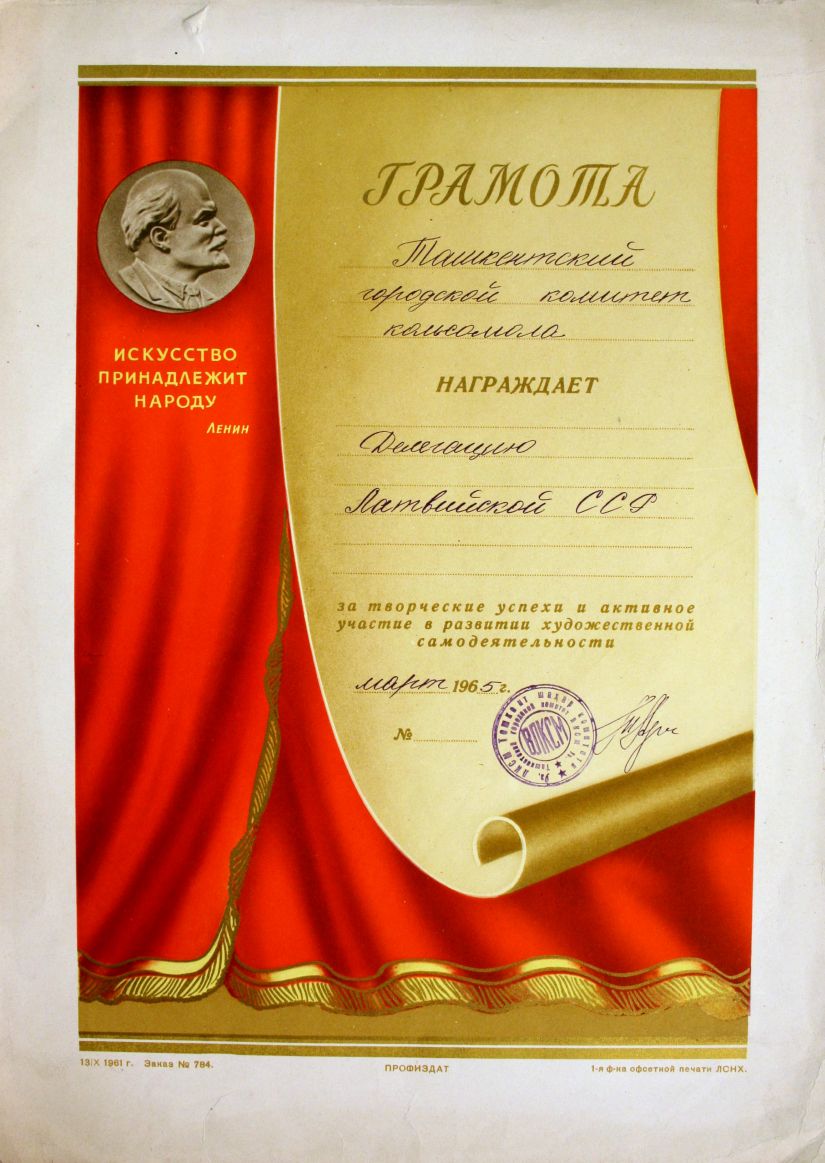 ГРАМОТА
Ташкентский
городской комитет
комсомола
ИСКУССТВО
ПРИНАДЛЕЖИТ
НАРОДУ
Ленин
НАГРАЖДАЕТ
Делегацию
Латвийской ССР
за творческие успехи и активное
участие в развитии художественной
самодеятельности
март 1965 г.
№
ВЛКСМ
13/X 1961 г. Заказ № 784.
ПРОФИЗДАТ
1-я ф-ка офсетной печати ЛСНХ.